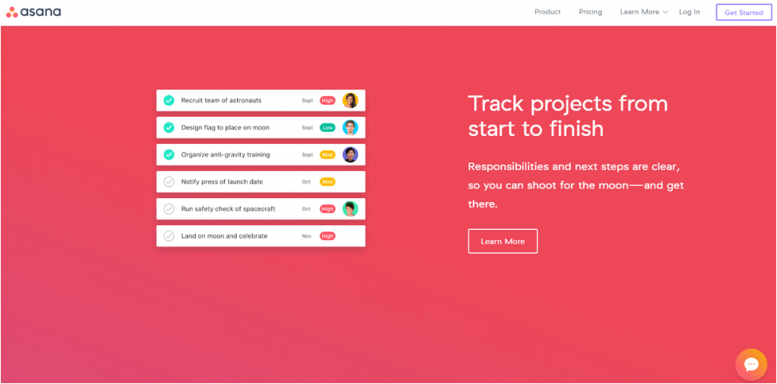 asana
Product Pricing Learn More Log In Get Started
Recruit team of astronauts Sept High
Design flag to place on moon Sept Low
Organize anti-gravity training Sept Med
Notify press of launch date Oct Med
Run safety check of spacecraft Oct High
Land on moon and celebrate Nov High
Track projects from
start to finish
Responsibilities and next steps are clear,
so you can shoot for the moon—and get
there.
Learn More